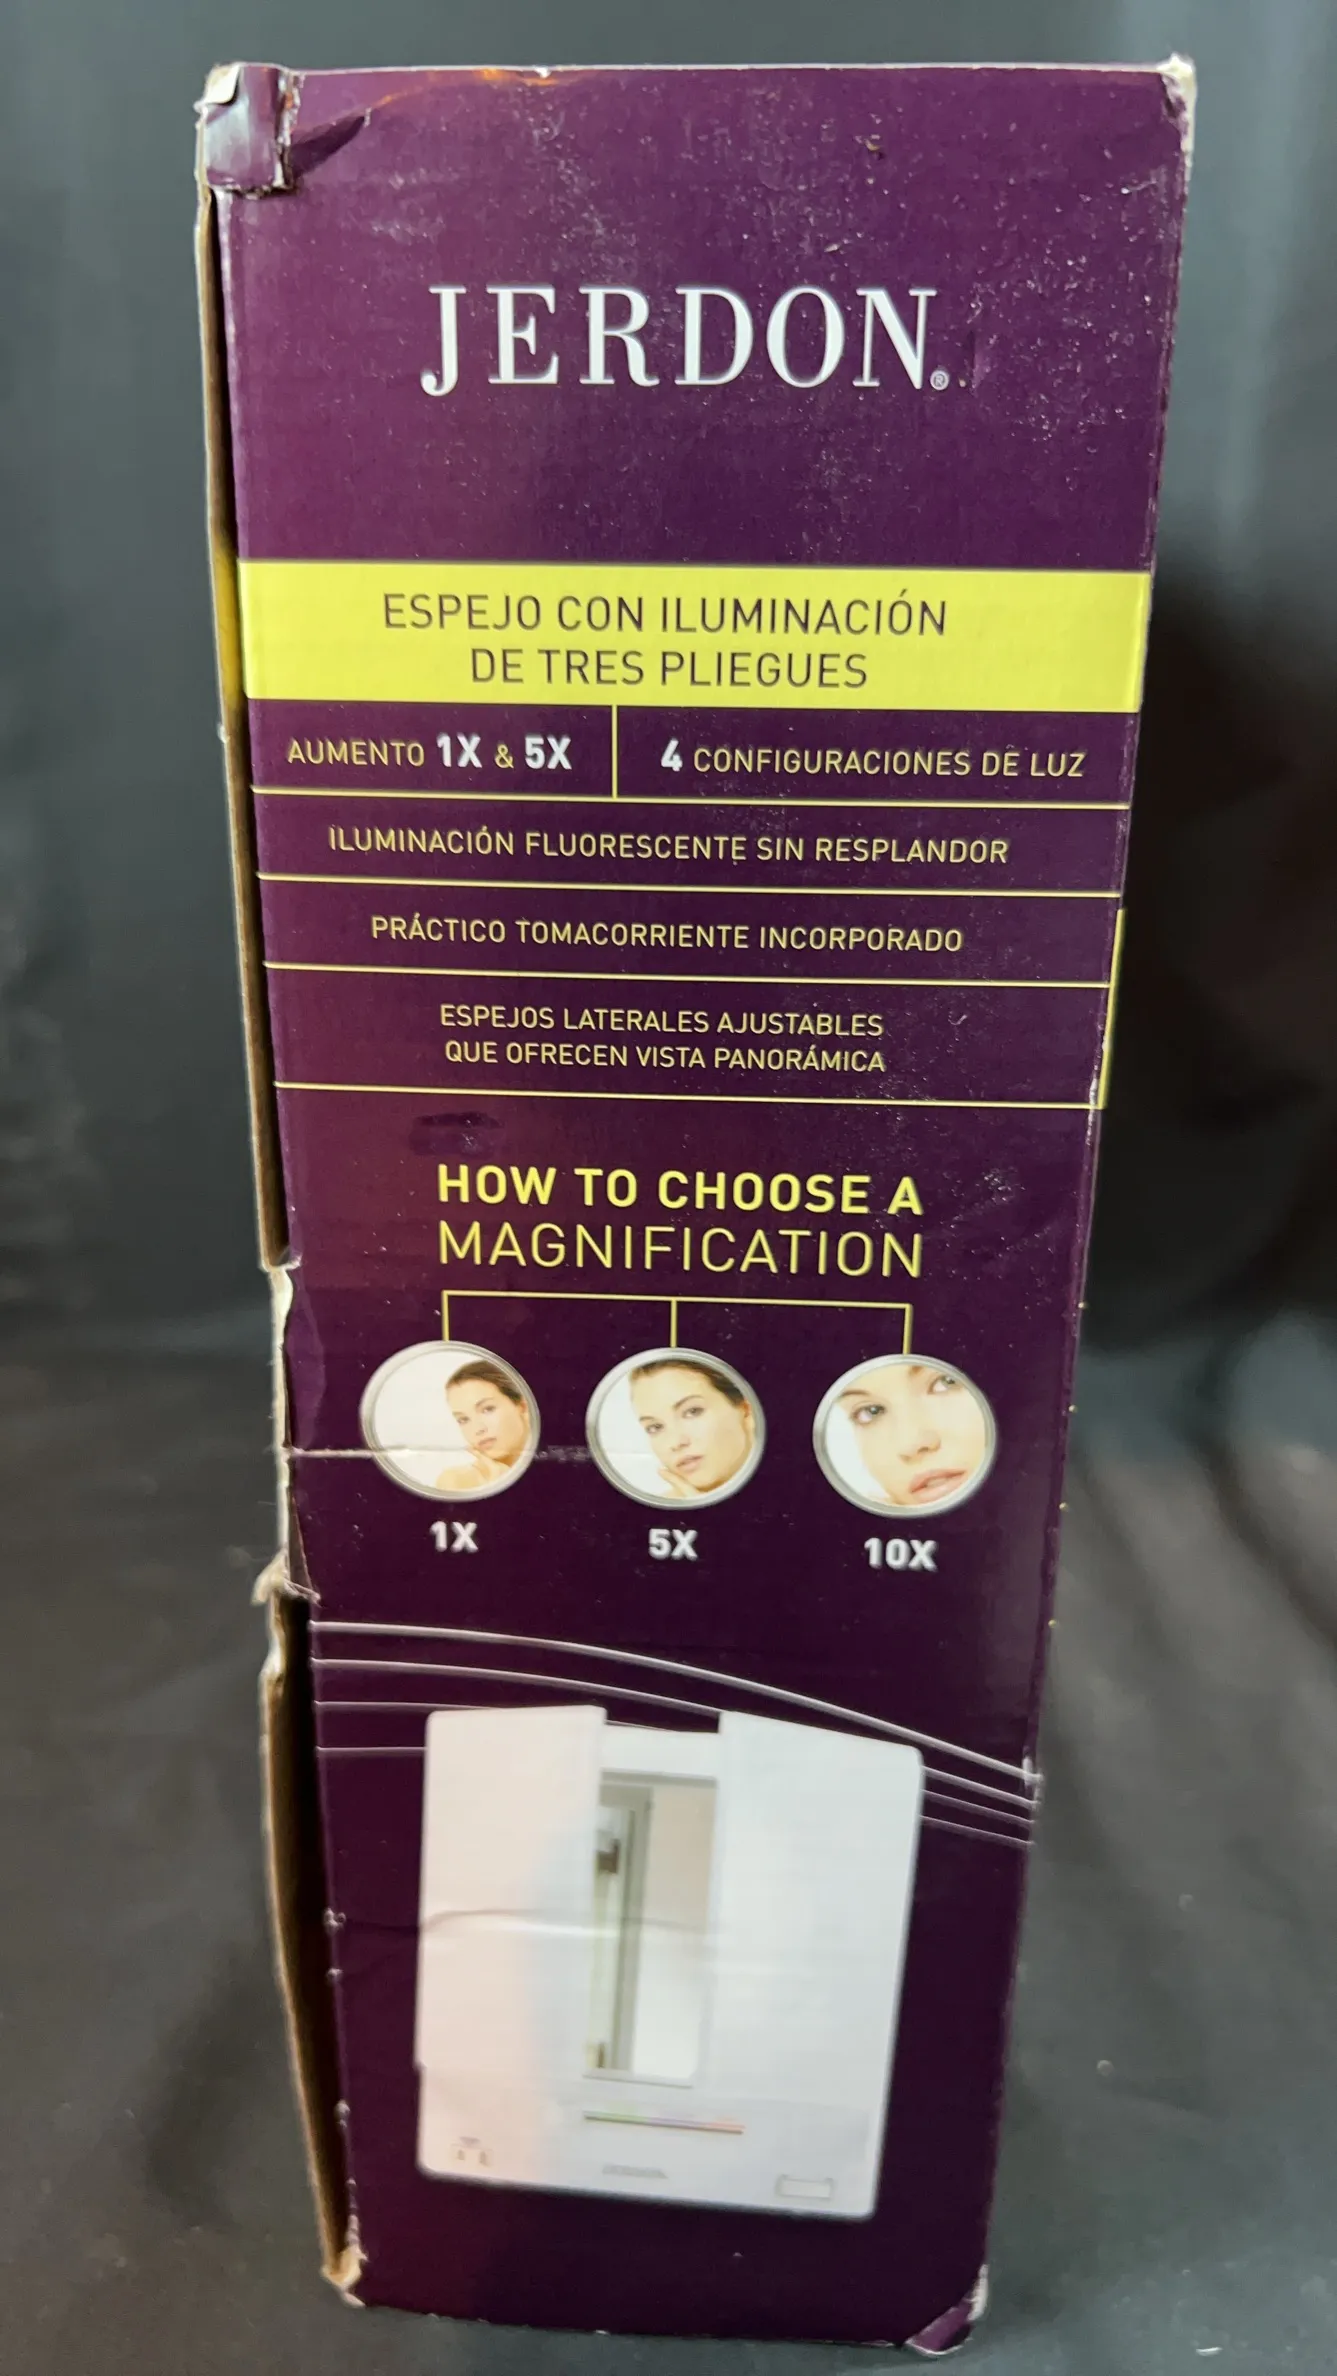 JERDON®
ESPEJO CON ILUMINACIÓN
DE TRES PLIEGUES
AUMENTO 1X & 5X
4 CONFIGURACIONES DE LUZ
ILUMINACIÓN FLUORESCENTE SIN RESPLANDOR
PRÁCTICO TOMACORRIENTE INCORPORADO
ESPEJOS LATERALES AJUSTABLES
QUE OFRECEN VISTA PANORÁMICA
HOW TO CHOOSE A
MAGNIFICATION
1X
5X
10X